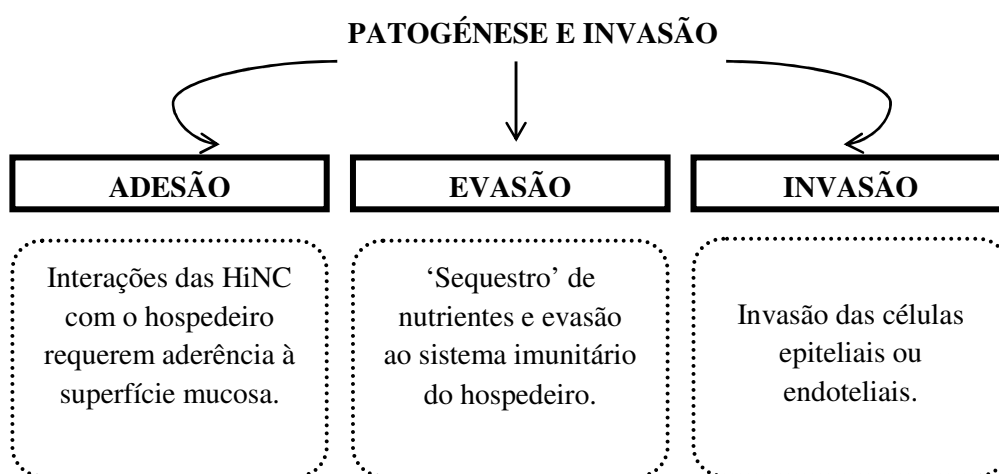 PATOGÉNESE E INVASÃO
ADESÃO
Interações das HiNC
com o hospedeiro
requerem aderência à
superfície mucosa.
EVASÃO
‘Sequestro’ de
nutrientes e evasão
ao sistema imunitário
do hospedeiro.
INVASÃO
Invasão das células
epiteliais ou
endoteliais.